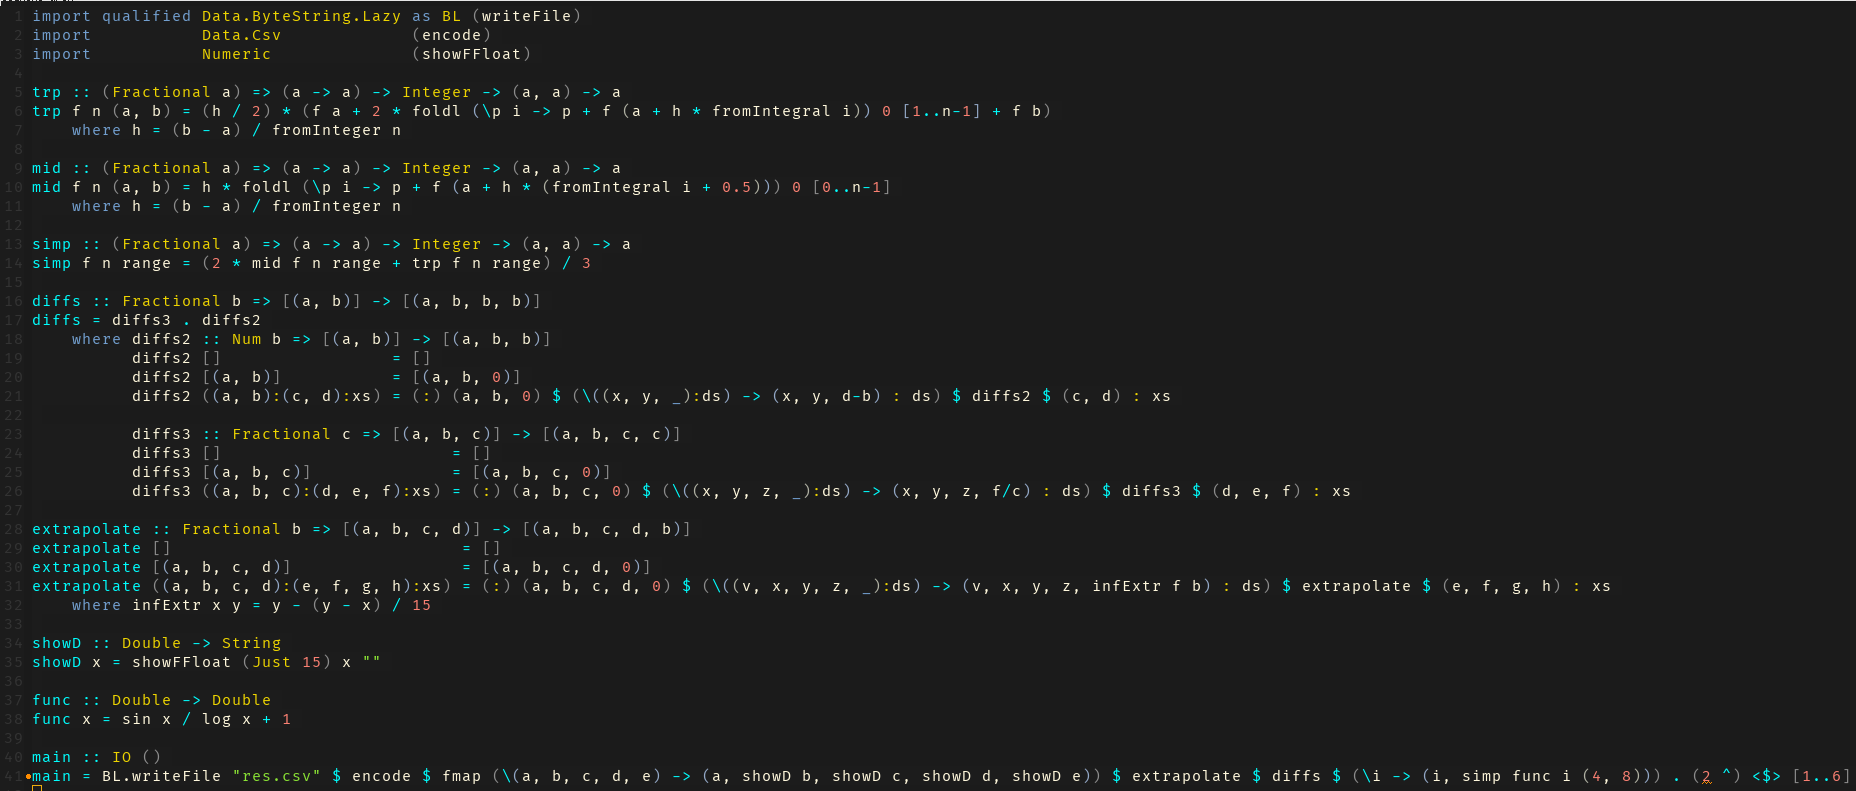 1 import qualified Data.ByteString.Lazy as BL (writeFile)
2 import           Data.Csv              (encode)
3 import           Numeric               (showFFloat)
4
5 trp :: (Fractional a) => (a -> a) -> Integer -> (a, a) -> a
6 trp f n (a, b) = (h / 2) * (f a + 2 * foldl (\p i -> p + f (a + h * fromIntegral i)) 0 [1..n-1] + f b)
7     where h = (b - a) / fromInteger n
8
9 mid :: (Fractional a) => (a -> a) -> Integer -> (a, a) -> a
10 mid f n (a, b) = h * foldl (\p i -> p + f (a + h * (fromIntegral i + 0.5))) 0 [0..n-1]
11     where h = (b - a) / fromInteger n
12
13 simp :: (Fractional a) => (a -> a) -> Integer -> (a, a) -> a
14 simp f n range = (2 * mid f n range + trp f n range) / 3
15
16 diffs :: Fractional b => [(a, b)] -> [(a, b, b, b)]
17 diffs = diffs3 . diffs2
18     where diffs2 :: Num b => [(a, b)] -> [(a, b, b)]
19           diffs2 []                 = []
20           diffs2 [(a, b)]           = [(a, b, 0)]
21           diffs2 ((a, b):(c, d):xs) = (:) (a, b, 0) $ (\((x, y, _):ds) -> (x, y, d-b) : ds) $ diffs2 $ (c, d) : xs
22
23           diffs3 :: Fractional c => [(a, b, c)] -> [(a, b, c, c)]
24           diffs3 []                       = []
25           diffs3 [(a, b, c)]              = [(a, b, c, 0)]
26           diffs3 ((a, b, c):(d, e, f):xs) = (:) (a, b, c, 0) $ (\((x, y, z, _):ds) -> (x, y, z, f/c) : ds) $ diffs3 $ (d, e, f) : xs
27
28 extrapolate :: Fractional b => [(a, b, c, d)] -> [(a, b, c, d, b)]
29 extrapolate []                             = []
30 extrapolate [(a, b, c, d)]                 = [(a, b, c, d, 0)]
31 extrapolate ((a, b, c, d):(e, f, g, h):xs) = (:) (a, b, c, d, 0) $ (\((v, x, y, z, _):ds) -> (v, x, y, z, infExtr f b) : ds) $ extrapolate $ (e, f, g, h) : xs
32     where infExtr x y = y - (y - x) / 15
33
34 showD :: Double -> String
35 showD x = showFFloat (Just 15) x ""
36
37 func :: Double -> Double
38 func x = sin x / log x + 1
39
40 main :: IO ()
41 main = BL.writeFile "res.csv" $ encode $ fmap (\(a, b, c, d, e) -> (a, showD b, showD c, showD d, showD e)) $ extrapolate $ diffs $ (\i -> (i, simp func i (4, 8))) . (2 ^) <$> [1..6]